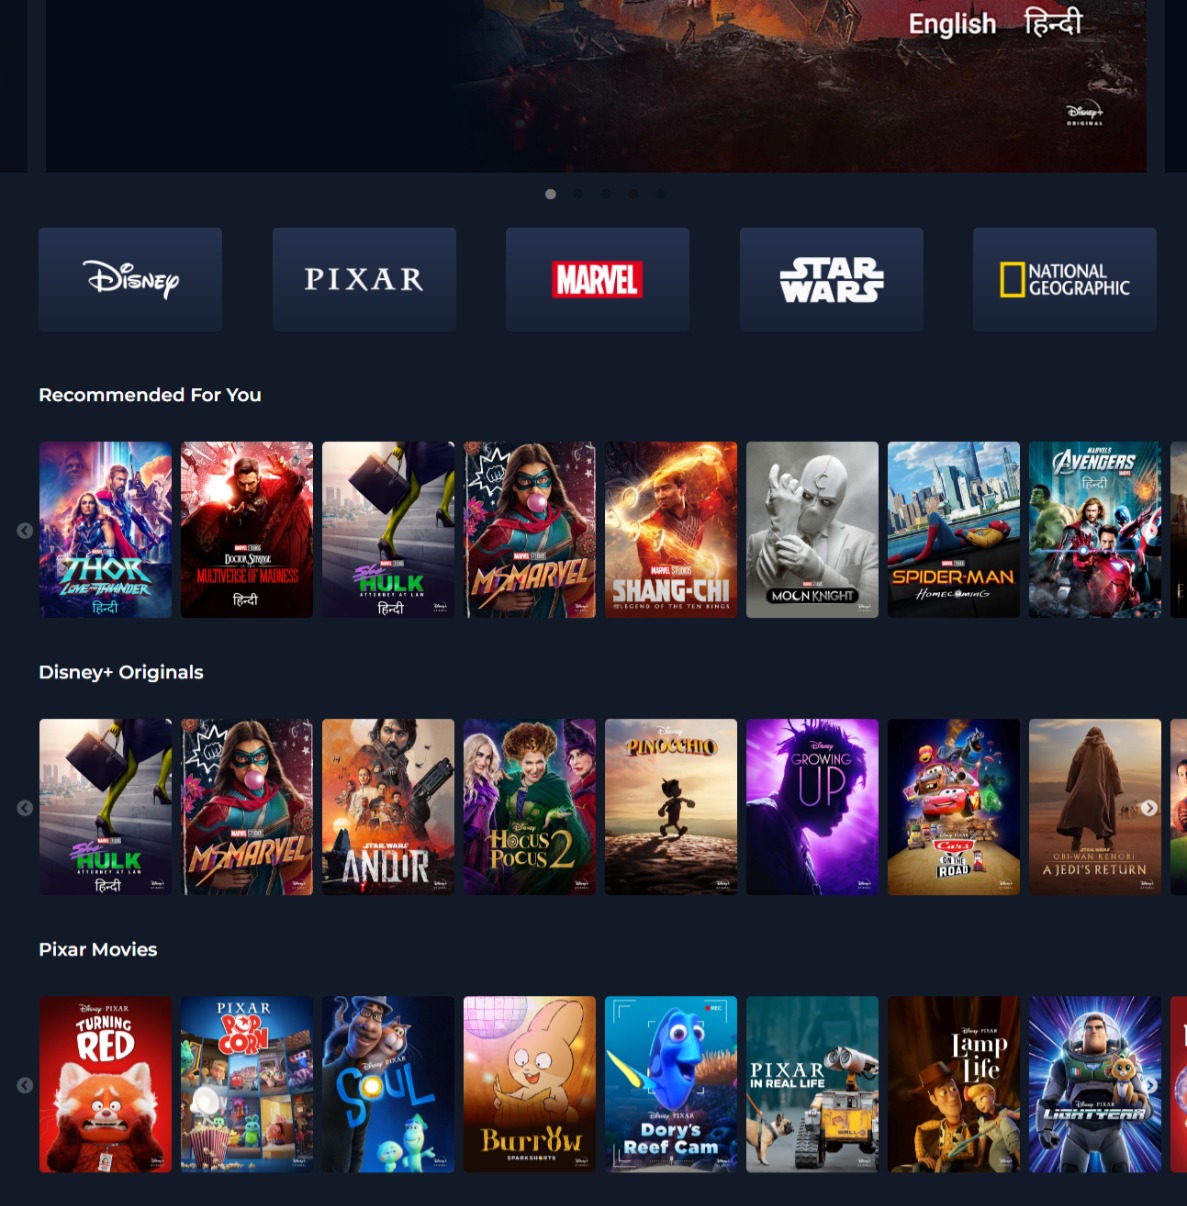 English हिन्दी
Disney+
ORIGINAL
Disney
PIXAR
MARVEL
STAR
WARS
NATIONAL
GEOGRAPHIC
Recommended For You
MARVEL STUDIOS
THOR
LOVE AND THUNDER
हिन्दी
MARVEL STUDIOS
DOCTOR STRANGE
IN THE
MULTIVERSE OF MADNESS
हिन्दी
MARVEL STUDIOS
She
HULK
ATTORNEY AT LAW
हिन्दी
MARVEL STUDIOS
MS. MARVEL
MARVEL STUDIOS
SHANG-CHI
LEGEND OF THE TEN RINGS
MARVEL STUDIOS
MOON KNIGHT
SPIDER-MAN
Homecoming
MARVEL'S
AVENGERS
हिन्दी
Disney+ Originals
MARVEL STUDIOS
She
HULK
ATTORNEY AT LAW
हिन्दी
MARVEL STUDIOS
MS. MARVEL
STAR WARS
ANDOR
Disney
HOCUS
POCUS 2
Disney
PINOCCHIO
Disney
GROWING
UP
Disney PIXAR
Cars
ON THE
ROAD
STAR WARS
OBI-WAN KENOBI
A JEDI'S RETURN
Pixar Movies
Disney PIXAR
TURNING
RED
PIXAR
POP
CORN
Disney PIXAR
SOUL
Burrow
SPARKSHORTS
REC
Disney PIXAR
Dory's
Reef Cam
PIXAR
IN REAL LIFE
WALL·E
Disney PIXAR
Lamp
Life
Disney PIXAR
LIGHTYEAR